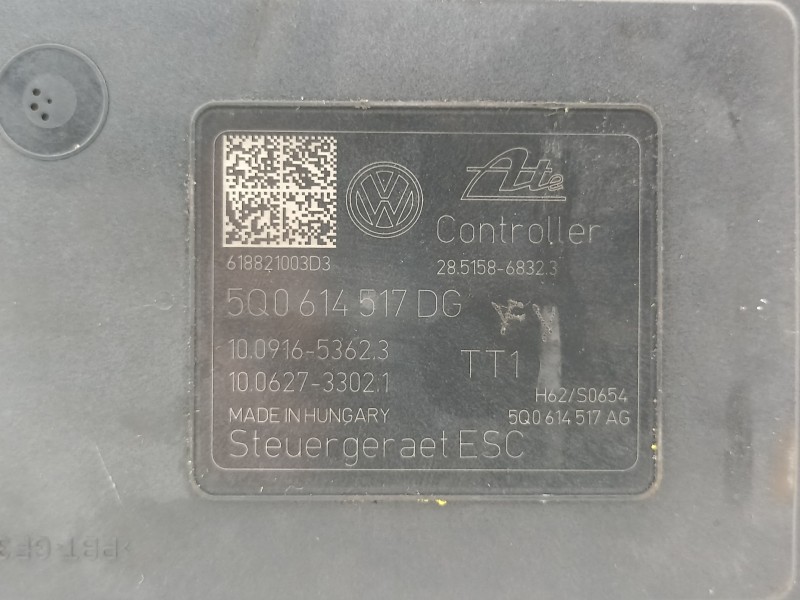 Ate
Controller
618821003D3
28.5158-6832.3
5Q0 614 517 DG
10.0916-5362.3
10.0627-3302.1
TT1
H62/S0654
MADE IN HUNGARY
5Q0 614 517 AG
Steuergeraet ESC